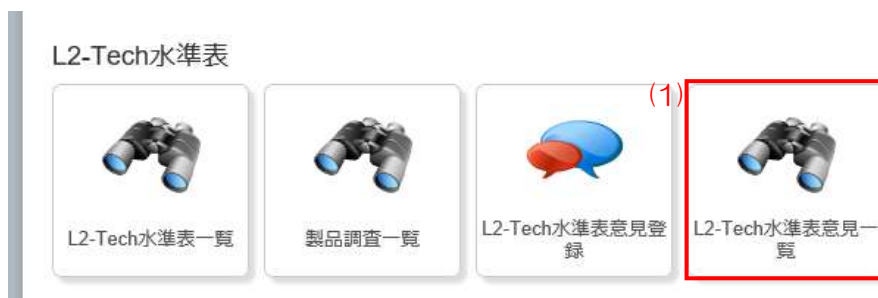 L2-Tech水準表
(1)
L2-Tech水準表一覧
製品調査一覧
L2-Tech水準表意見登
録
L2-Tech水準表意見一
覧